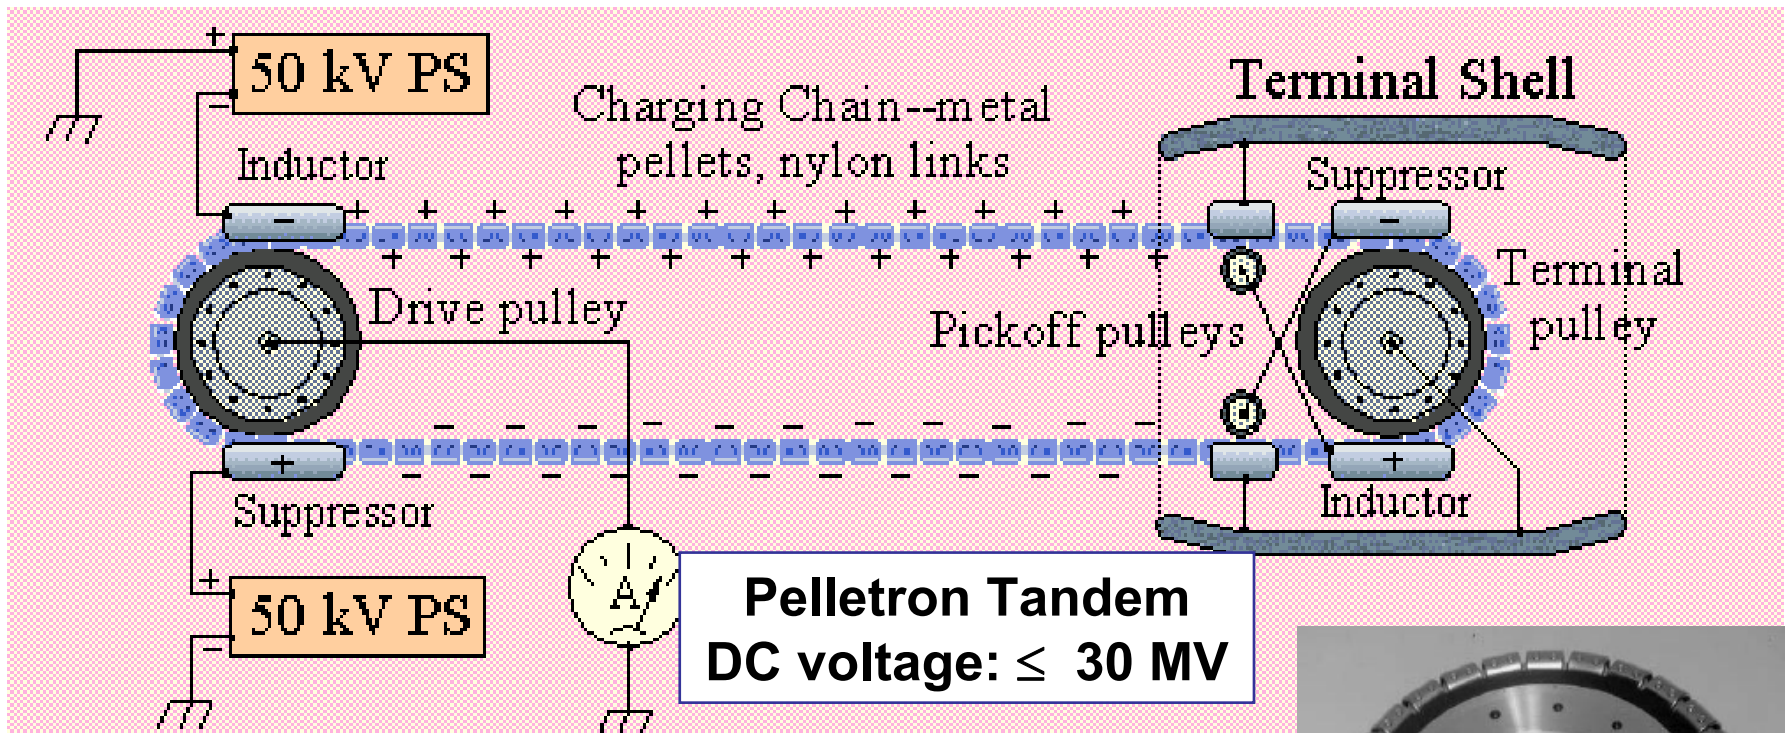 +
50 kV PS
−
Terminal Shell
Charging Chain--metal
pellets, nylon links
Inductor
Suppressor
−
+ + + + + + + + + + + +
−
+ + + + + + + + + + + +
Terminal
pulley
Drive pulley
Pickoff pulleys
− − − − − − − − − − −
+
+
− − − − − − − − − − −
Inductor
Suppressor
+
50 kV PS
−
A
Pelletron Tandem
DC voltage: ≤ 30 MV